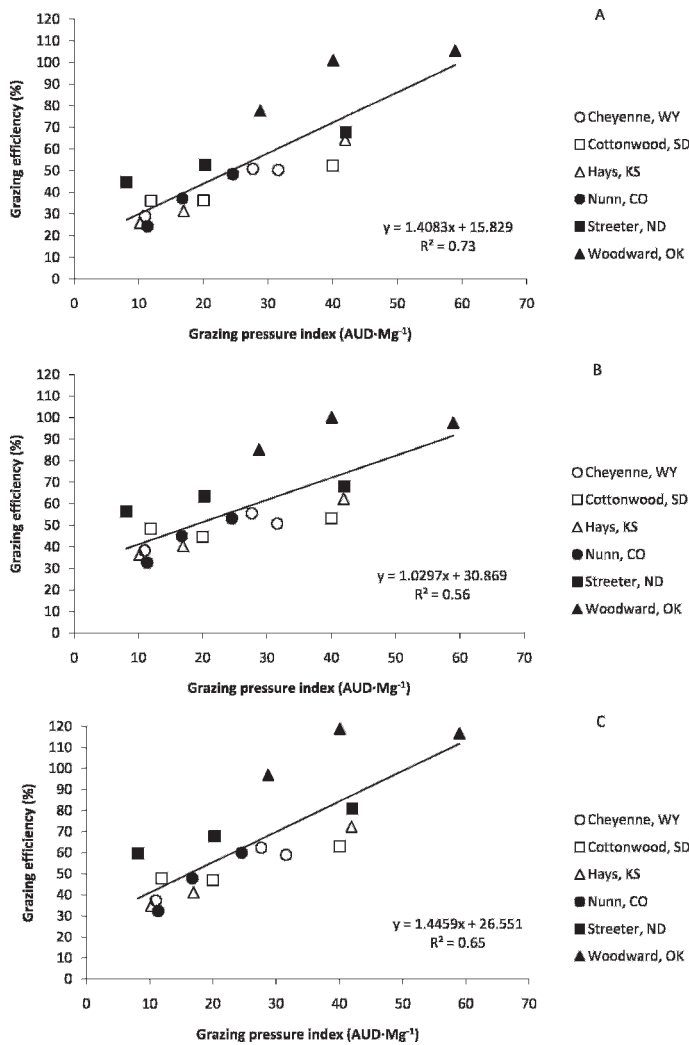 A
Grazing efficiency (%)
120
110
100
90
80
70
60
50
40
30
20
10
0
0 10 20 30 40 50 60 70
Grazing pressure index (AUD·Mg⁻¹)
y = 1.4083x + 15.829
R² = 0.73
Cheyenne, WY
Cottonwood, SD
Hays, KS
Nunn, CO
Streeter, ND
Woodward, OK
B
Grazing efficiency (%)
120
110
100
90
80
70
60
50
40
30
20
10
0
0 10 20 30 40 50 60 70
Grazing pressure index (AUD·Mg⁻¹)
y = 1.0297x + 30.869
R² = 0.56
Cheyenne, WY
Cottonwood, SD
Hays, KS
Nunn, CO
Streeter, ND
Woodward, OK
C
Grazing efficiency (%)
120
110
100
90
80
70
60
50
40
30
20
10
0
0 10 20 30 40 50 60 70
Grazing pressure index (AUD·Mg⁻¹)
y = 1.4459x + 26.551
R² = 0.65
Cheyenne, WY
Cottonwood, SD
Hays, KS
Nunn, CO
Streeter, ND
Woodward, OK